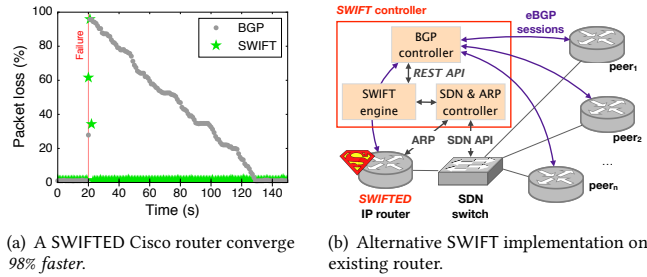 100
80
60
40
20
0
Packet loss (%)
Failure
BGP
SWIFT
0 20 40 60 80 100 120 140
Time (s)
(a) A SWIFTED Cisco router converge
98% faster.
SWIFT controller
BGP
controller
REST API
SWIFT
engine
SDN & ARP
controller
eBGP
sessions
ARP
SDN API
SWIFTED
IP router
SDN
switch
peer1
peer2
...
peern
(b) Alternative SWIFT implementation on
existing router.